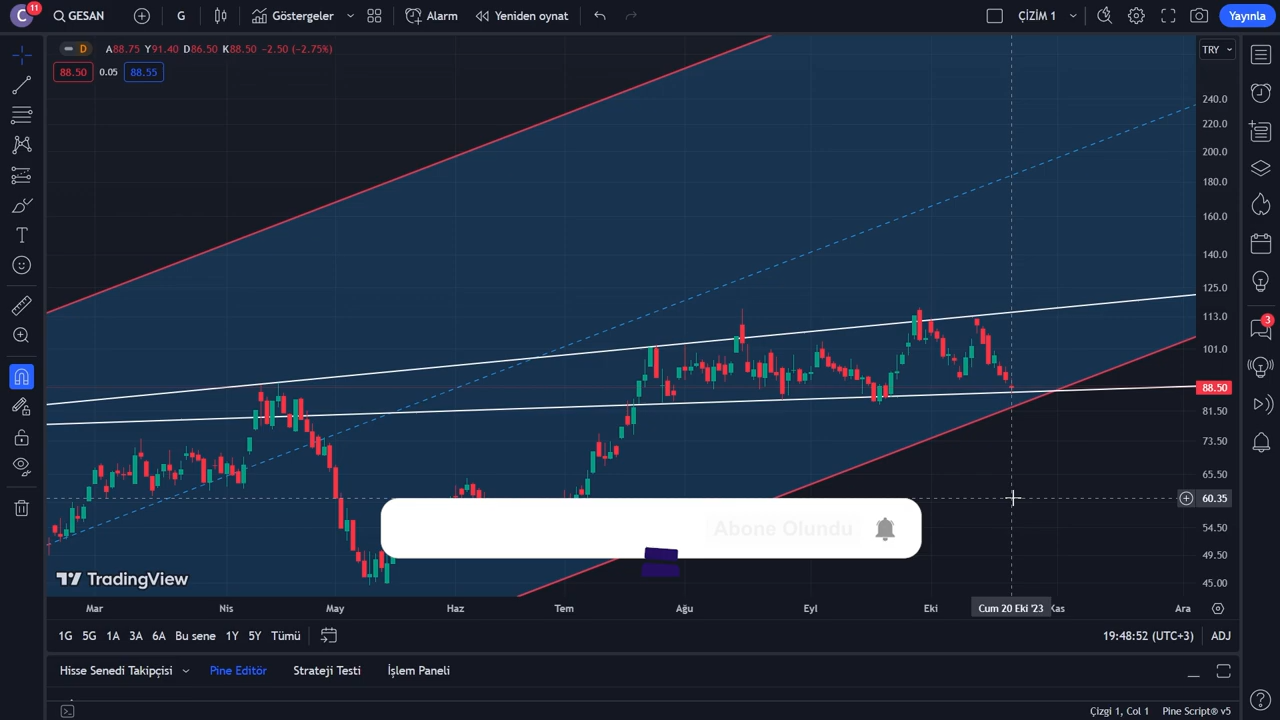 C 11 GESAN G Göstergeler Alarm Yeniden oynat ÇİZİM 1 Yayınla
D A88.75 Y91.40 D86.50 K88.50 -2.50 (-2.75%)
TRY
88.50 0.05 88.55
240.0
220.0
200.0
180.0
160.0
140.0
125.0
113.0
3
101.0
88.50
81.50
73.50
65.50
60.35
54.50
Abone Olundu
49.50
TradingView
45.00
Mar Nis May Haz Tem Ağu Eyl Eki Cum 20 Eki '23 Kas Ara
1G 5G 1A 3A 6A Bu sene 1Y 5Y Tümü 19:48:52 (UTC+3) ADJ
Hisse Senedi Takipçisi Pine Editör Strateji Testi İşlem Paneli
Çizgi 1, Col 1 Pine Script® v5